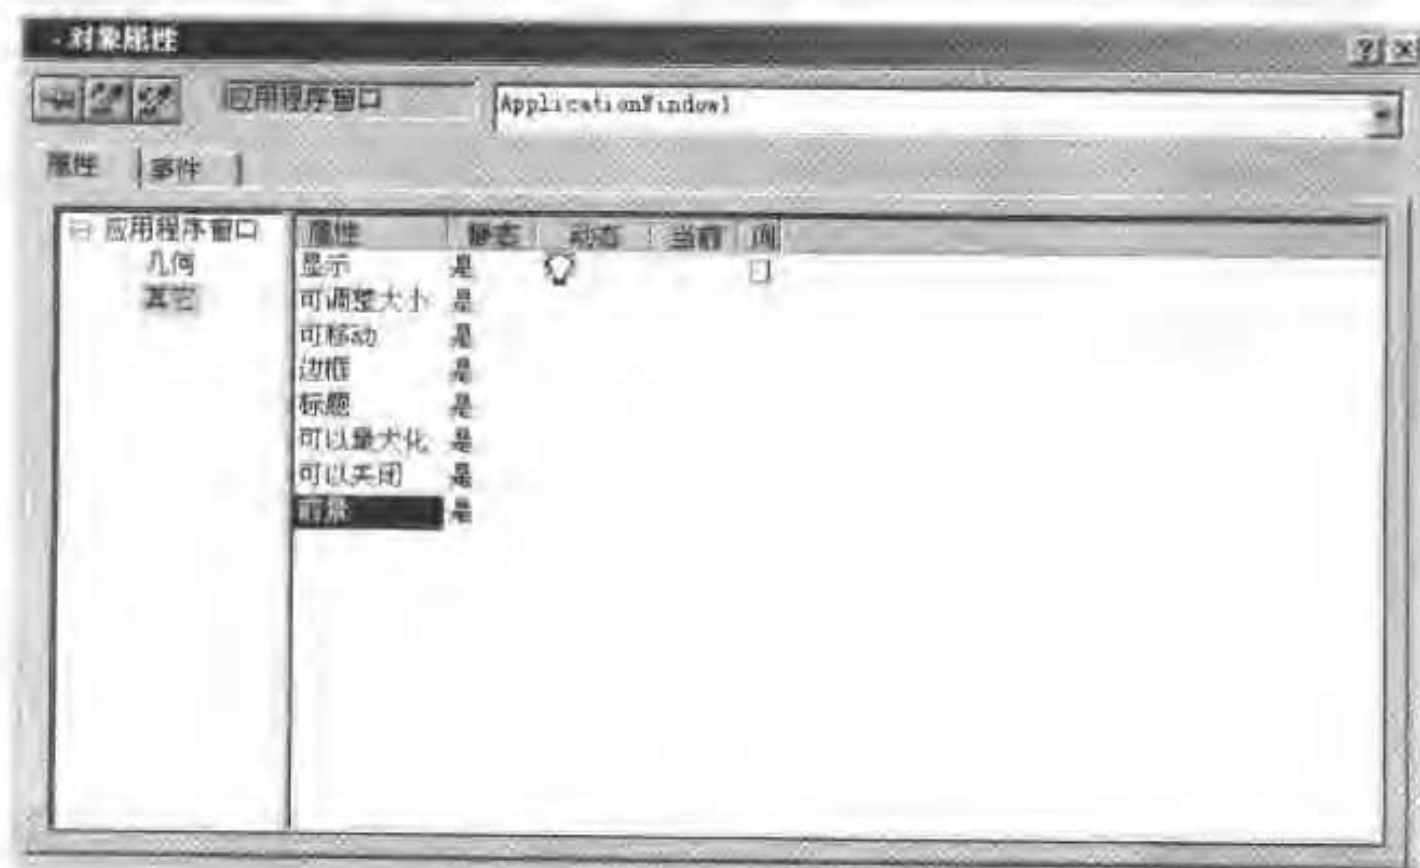 对象属性
应用程序窗口 ApplicationWindow1
属性 事件
应用程序窗口 属性 静态 动态 当前 间
几何 显示 是
其它 可调整大小 是
可移动 是
边框 是
标题 是
可以最大化 是
可以关闭 是
前景 是